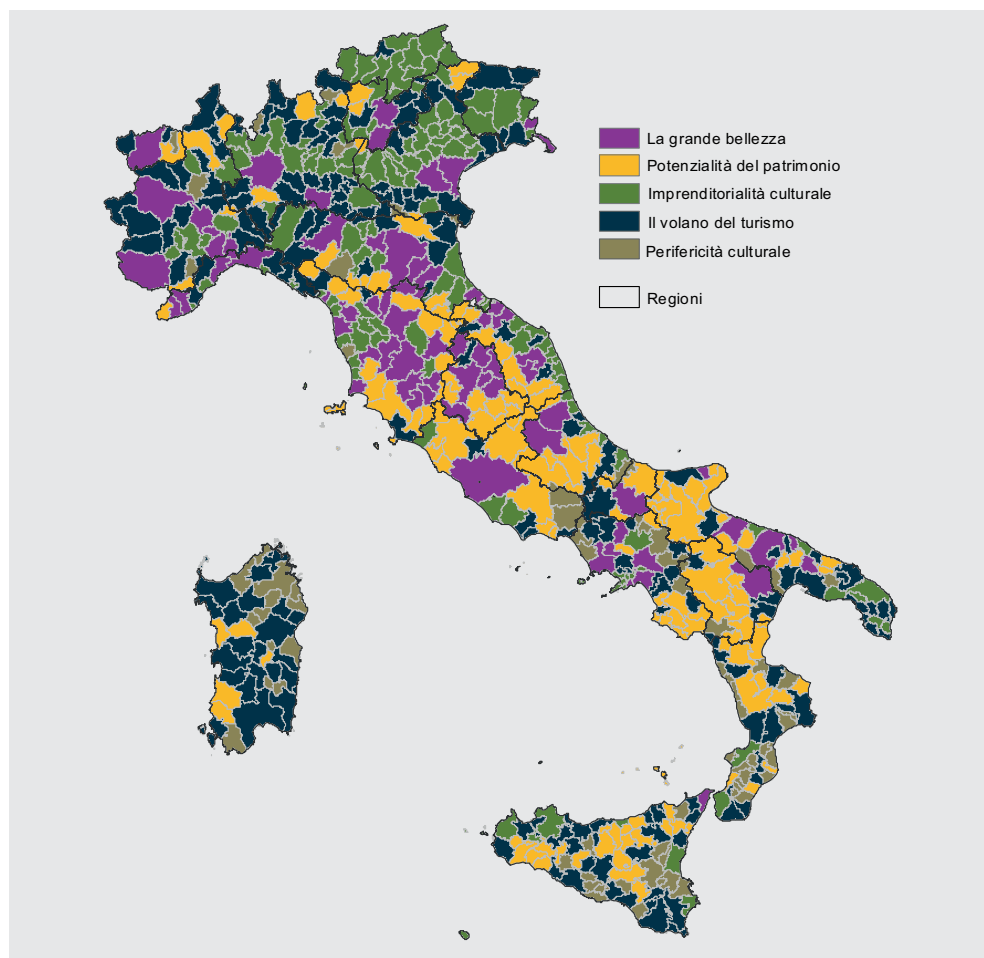 La grande bellezza
Potenzialità del patrimonio
Imprenditorialità culturale
Il volano del turismo
Perifericità culturale
Regioni